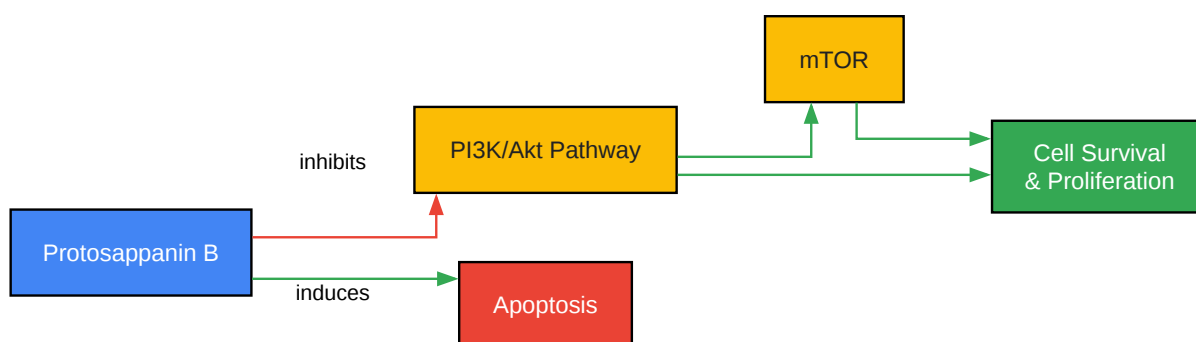 mTOR
PI3K/Akt Pathway
inhibits
Cell Survival
& Proliferation
Protosappanin B
induces
Apoptosis